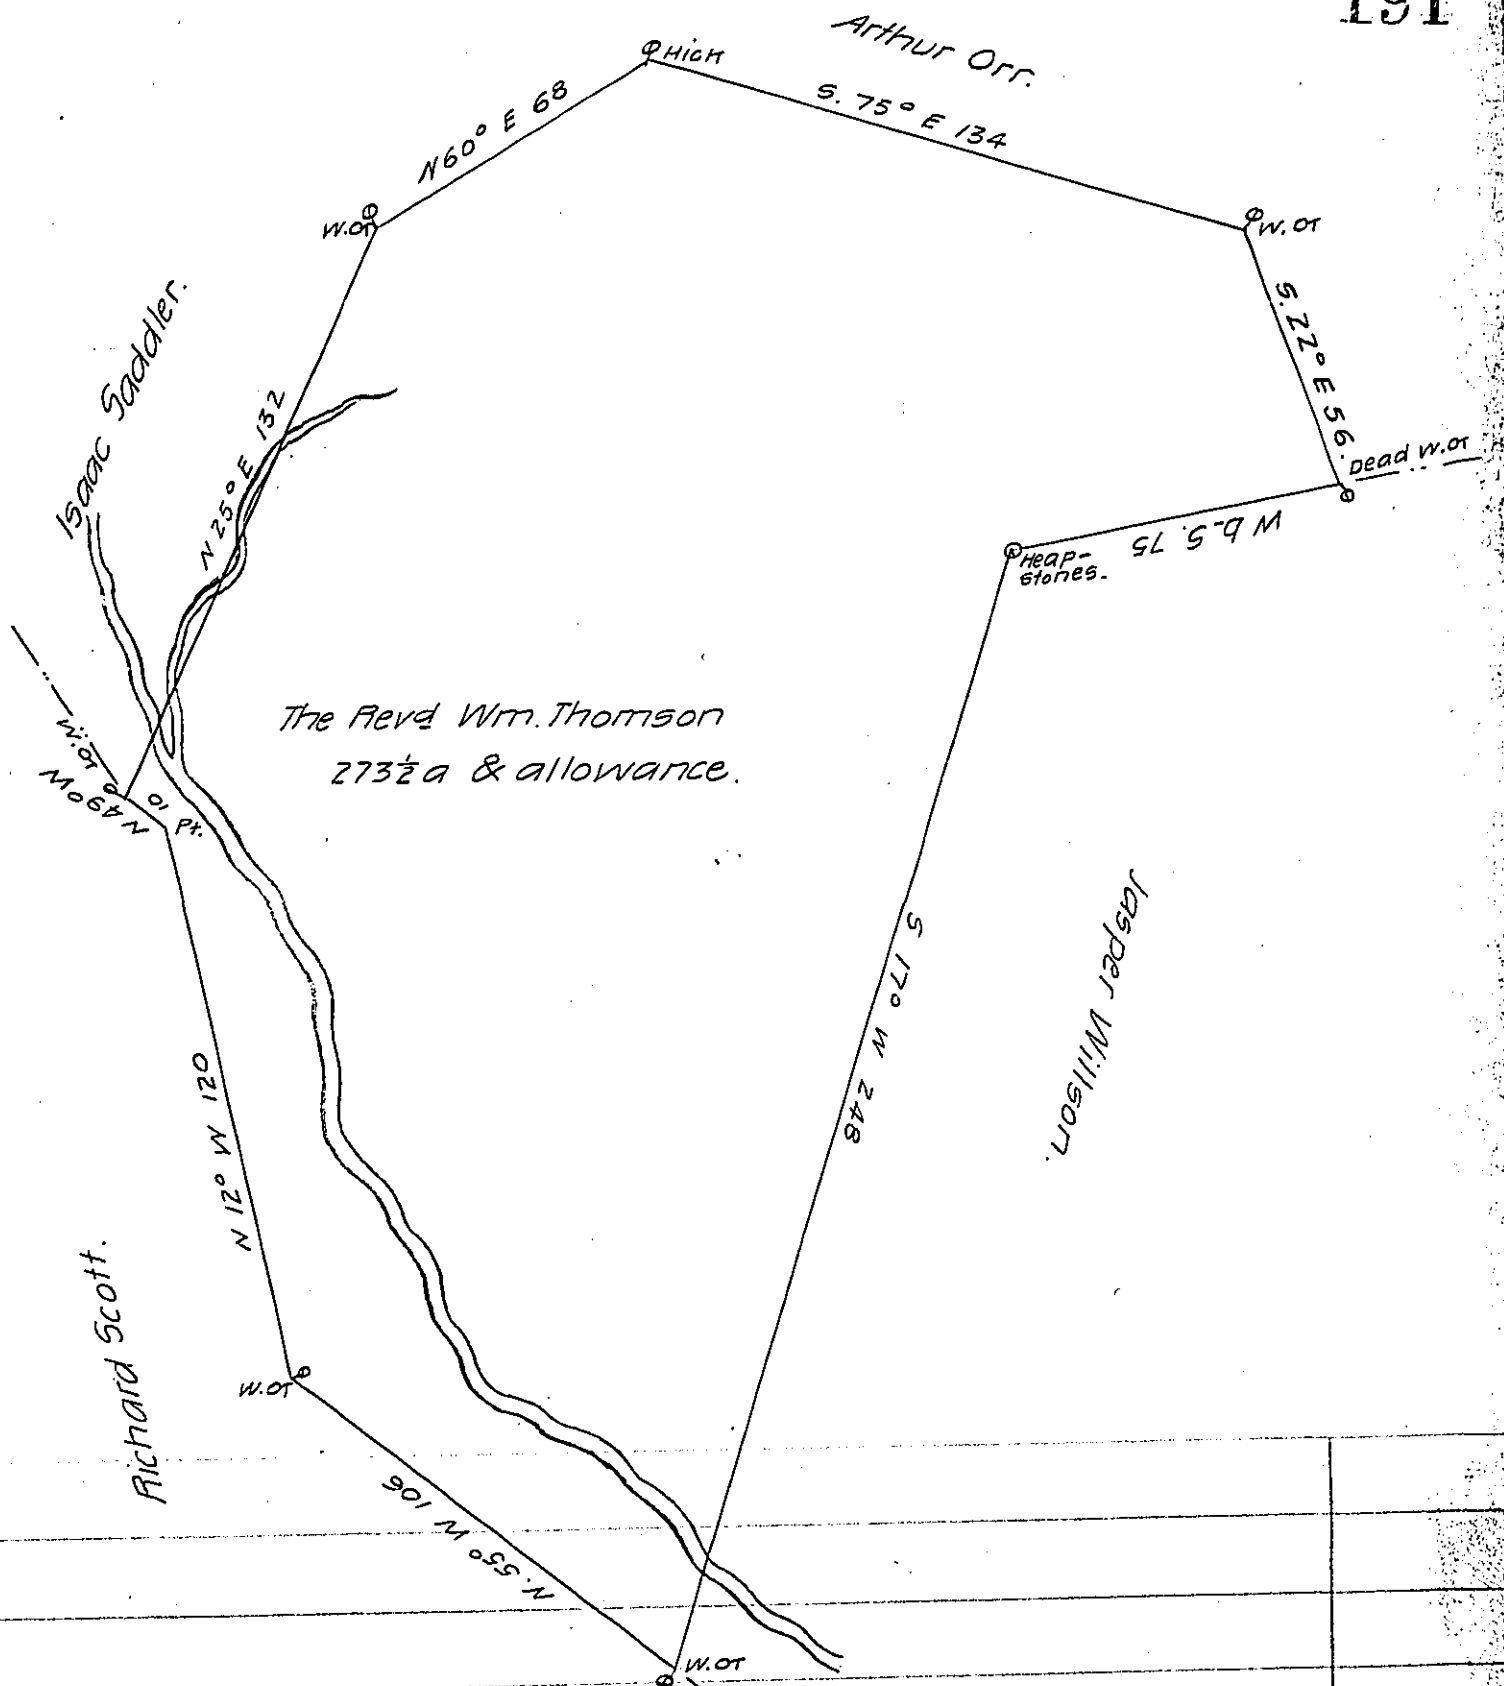 191
Arthur Orr.
HicK
N60° E 68
S. 75° E 134
W.OT
W.OT
Isaac Saddler.
S. 22° E 56.
N 25° E 132
Dead W.OT
W b-S. 75
Heap-
stones.
The Revd Wm. Thomson
273½ a & allowance.
W.OT
N 49° W
10
Pt.
Jasper Willson.
S 17° W 248
N 12° W 120
Richard Scott.
W.OT
N. 55° W 106
W.OT